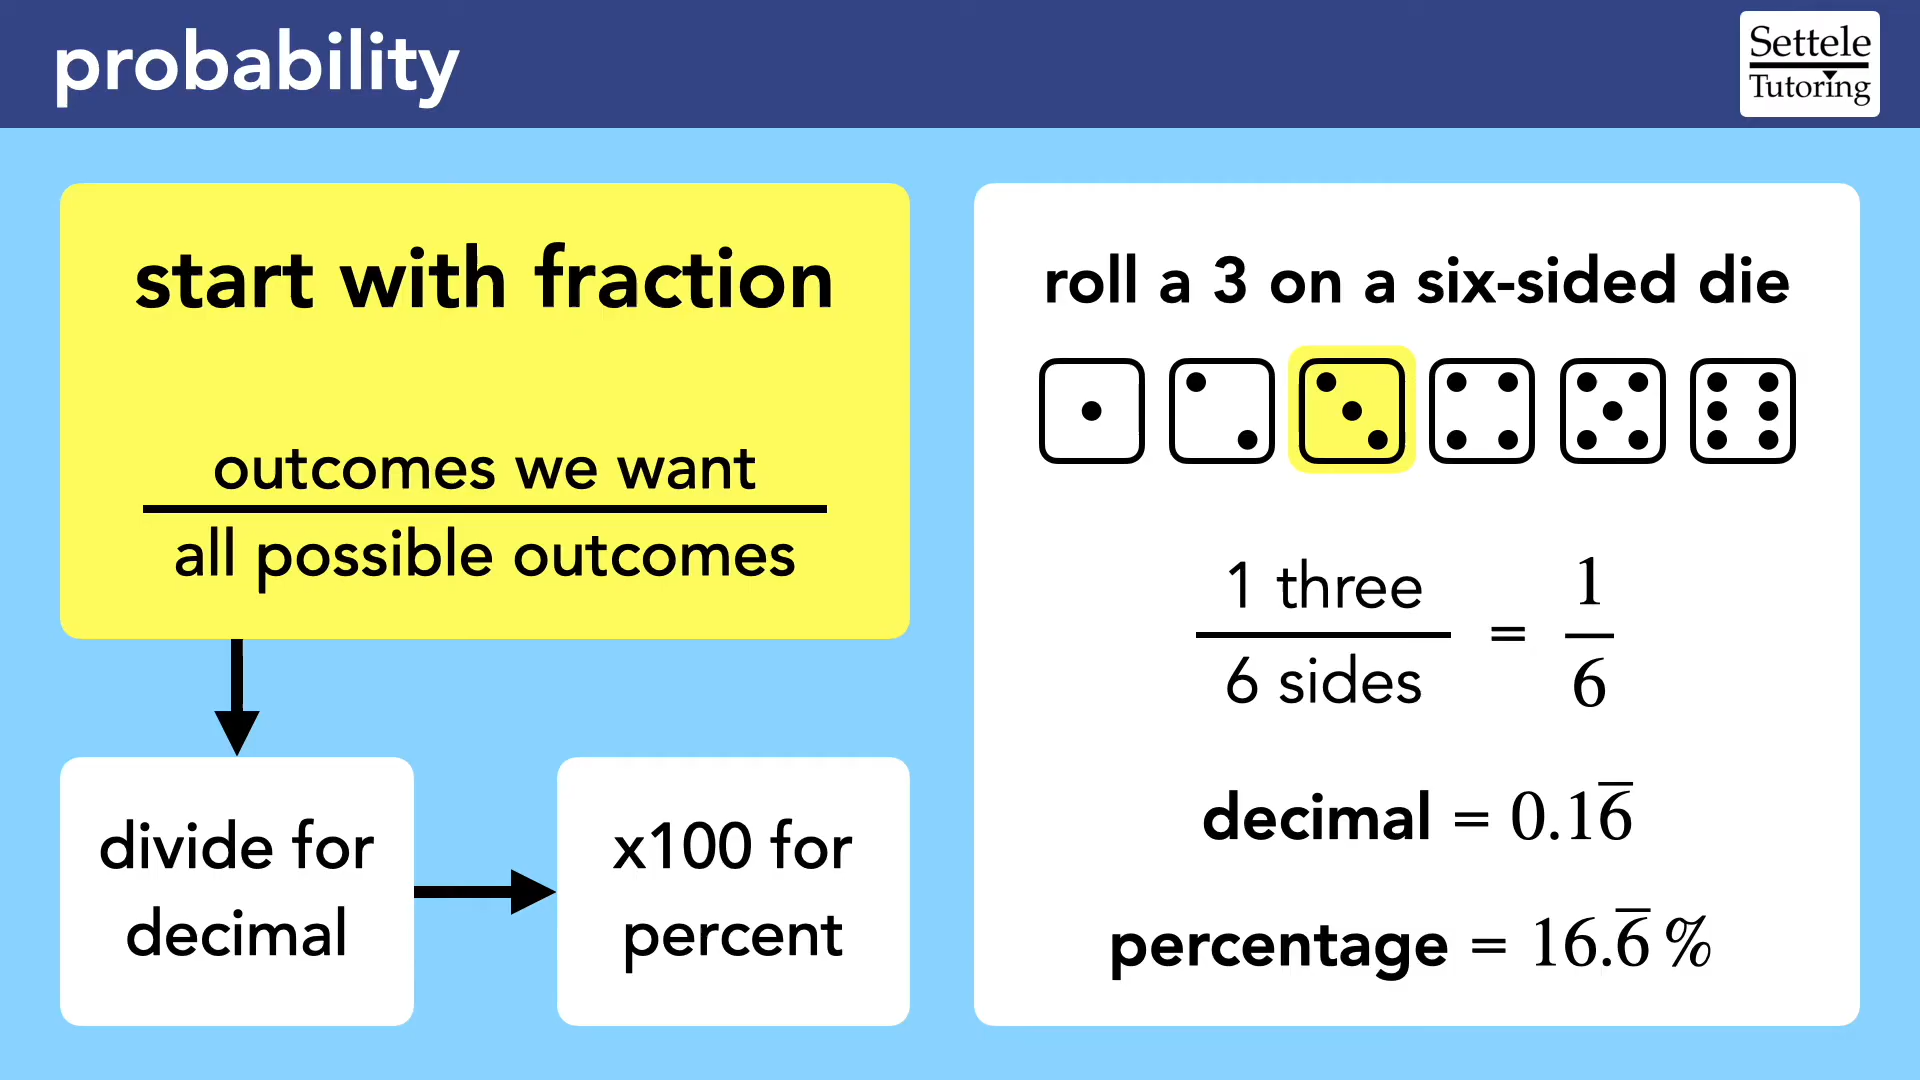 probability
Settele
Tutoring
start with fraction
outcomes we want
all possible outcomes
divide for
decimal
x100 for
percent
roll a 3 on a six-sided die
1 three
6 sides
=
1
6
decimal = 0.16̅
percentage = 16.6̅ %